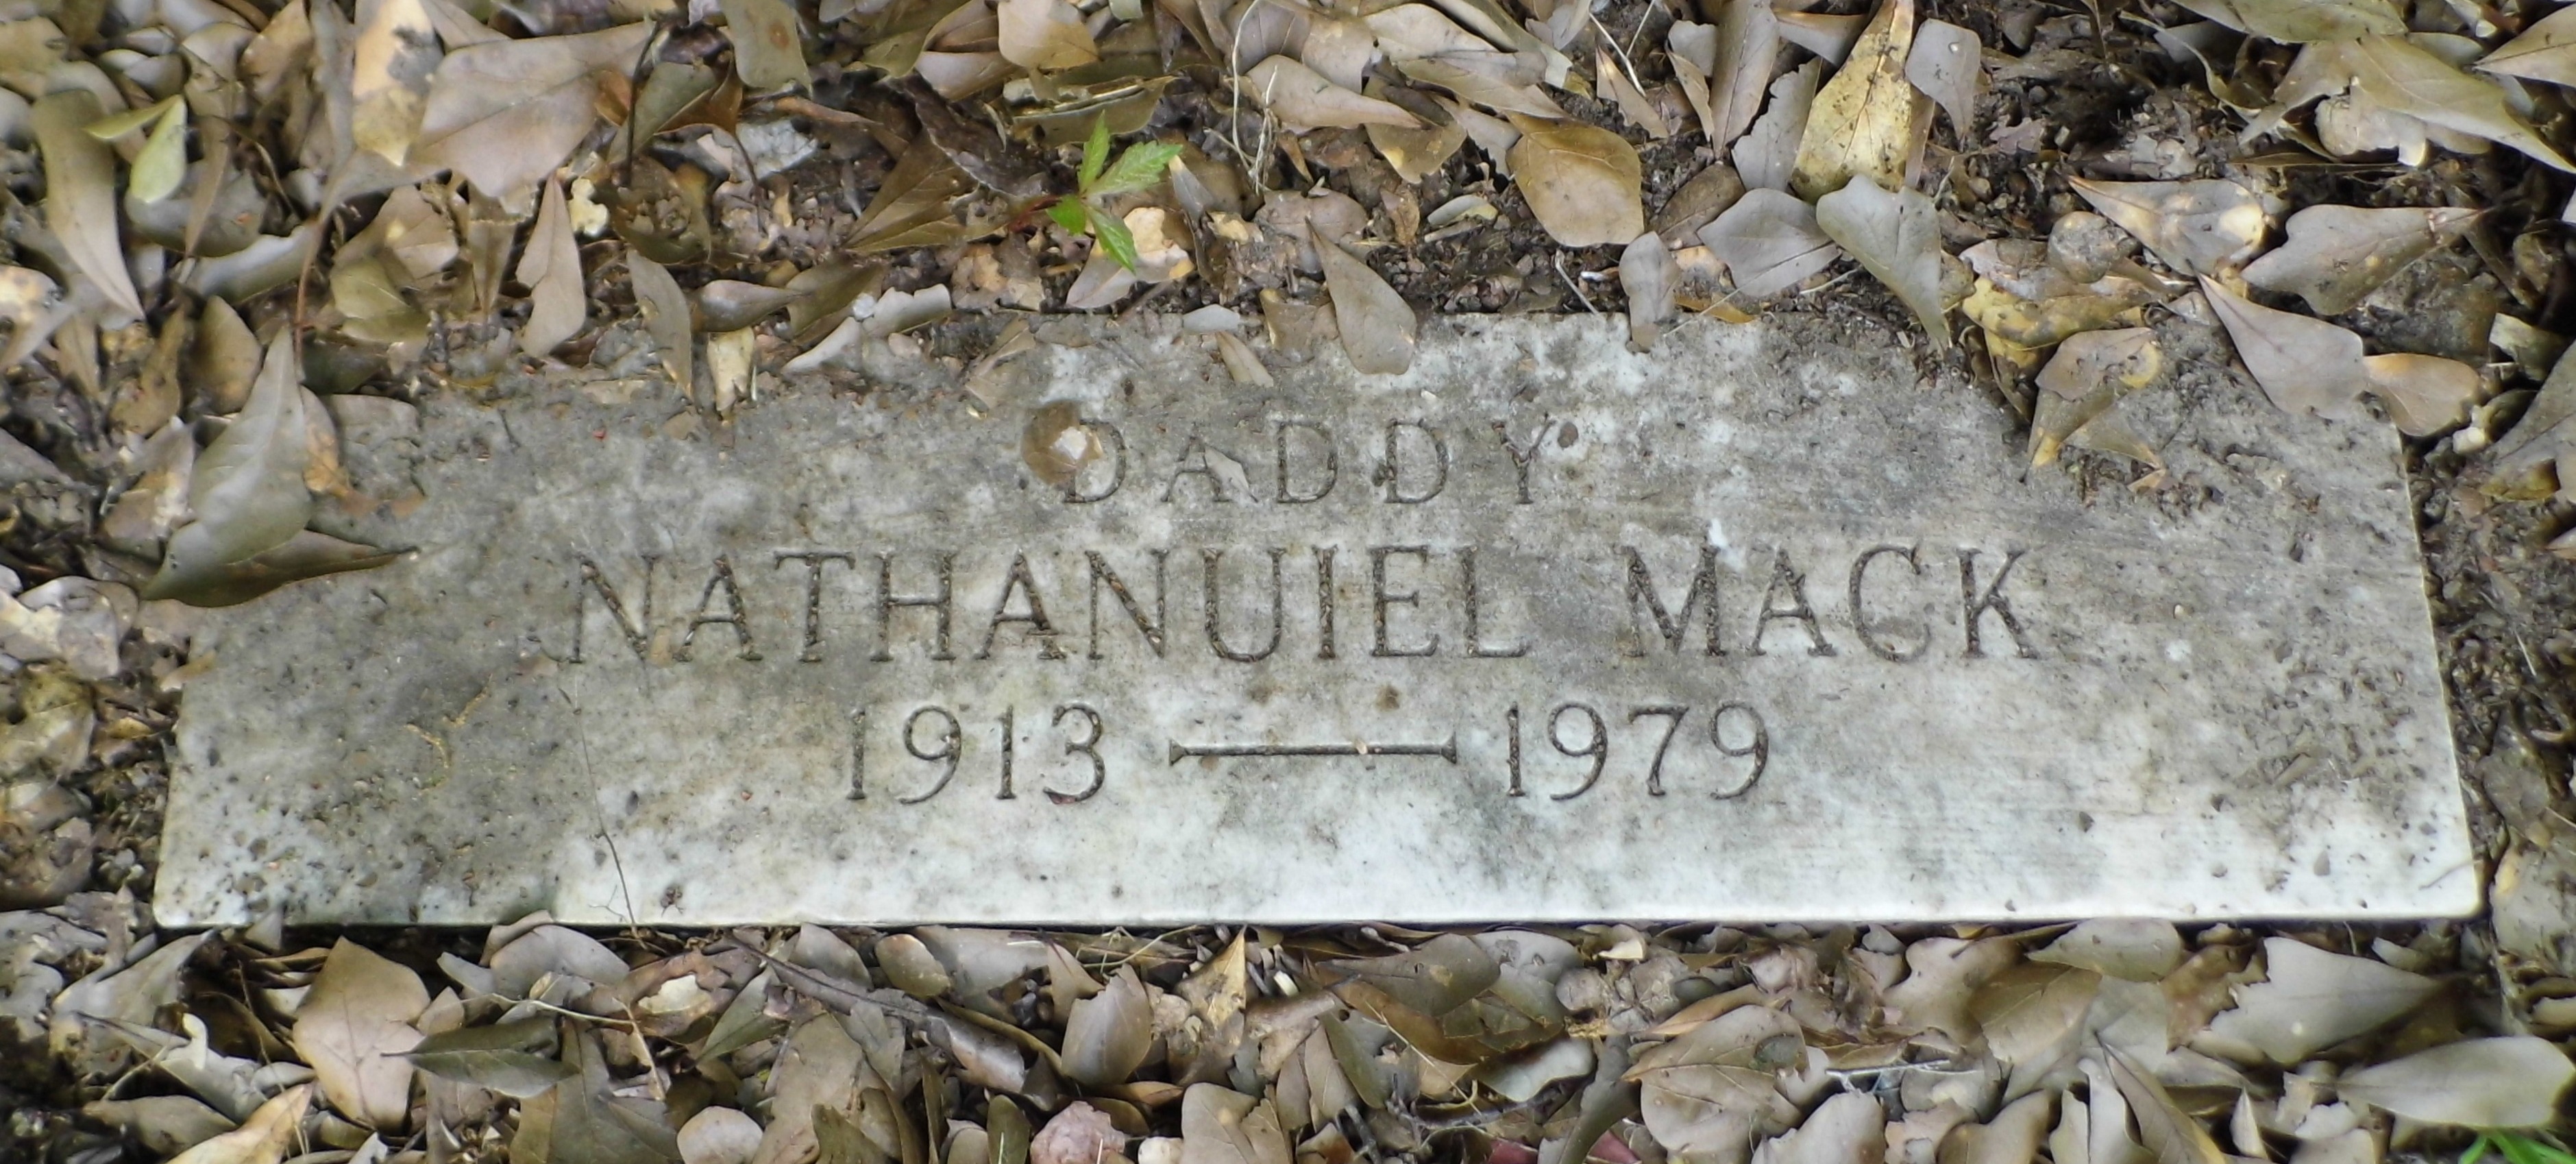 DADDY
NATHANUIEL MACK
1913 — 1979